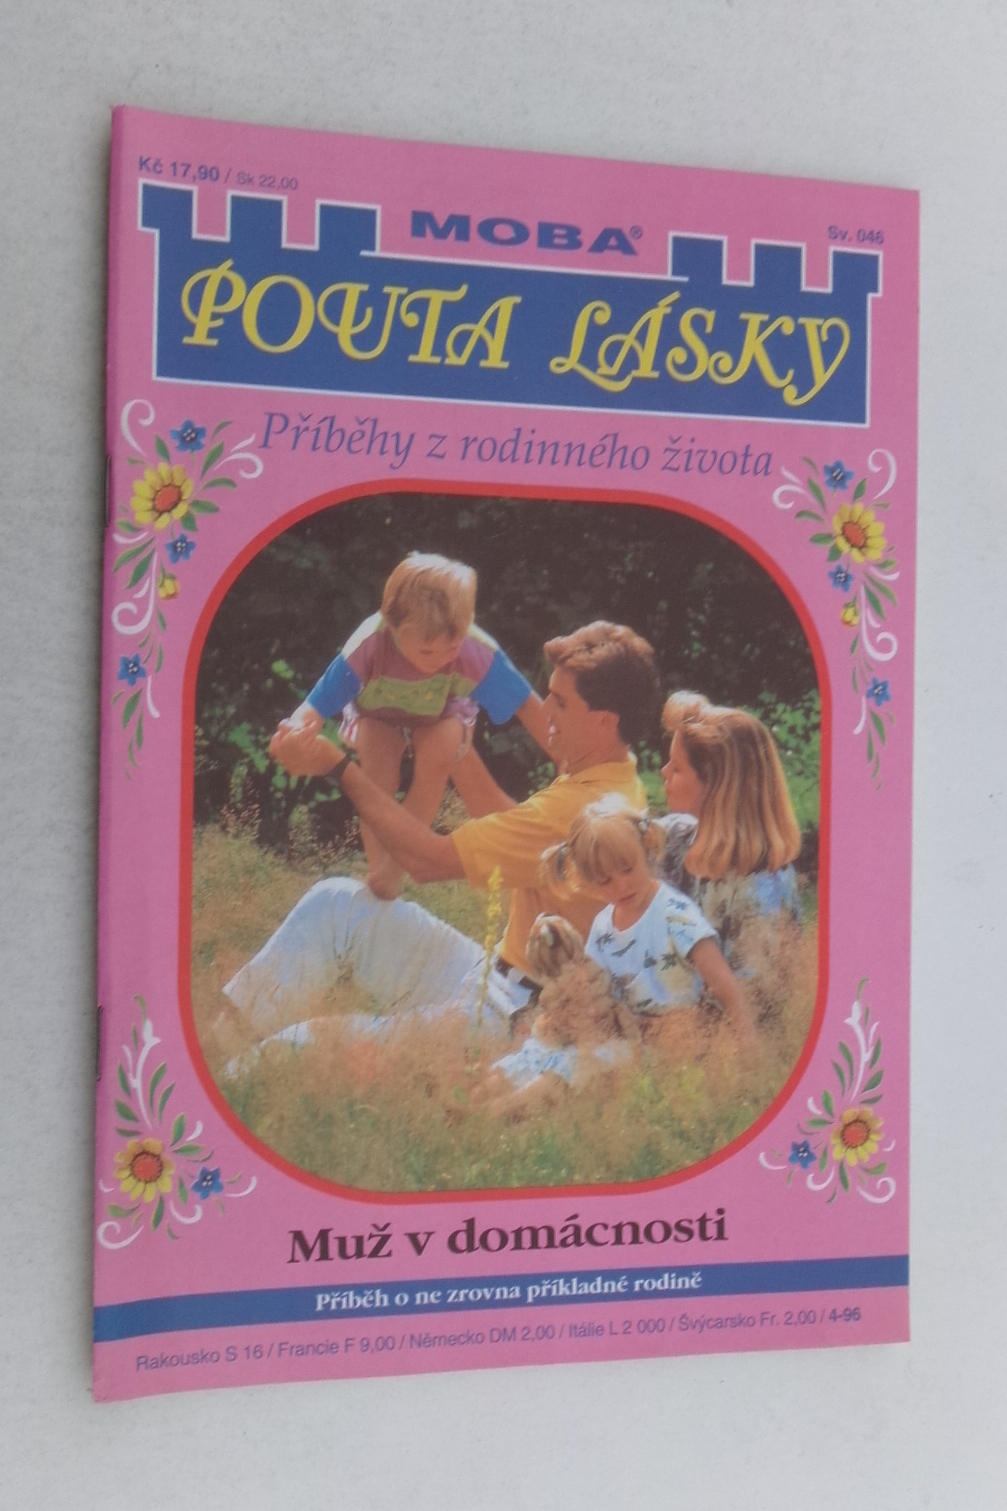 Kč 17,90 / Sk 22,00
MOBA®
Sv. 046
POUTA LÁSKY
Příběhy z rodinného života
Muž v domácnosti
Příběh o ne zrovna příkladné rodině
Rakousko S 16 / Francie F 9,00 / Německo DM 2,00 / Itálie L 2 000 / Švýcarsko Fr. 2,00 / 4-96